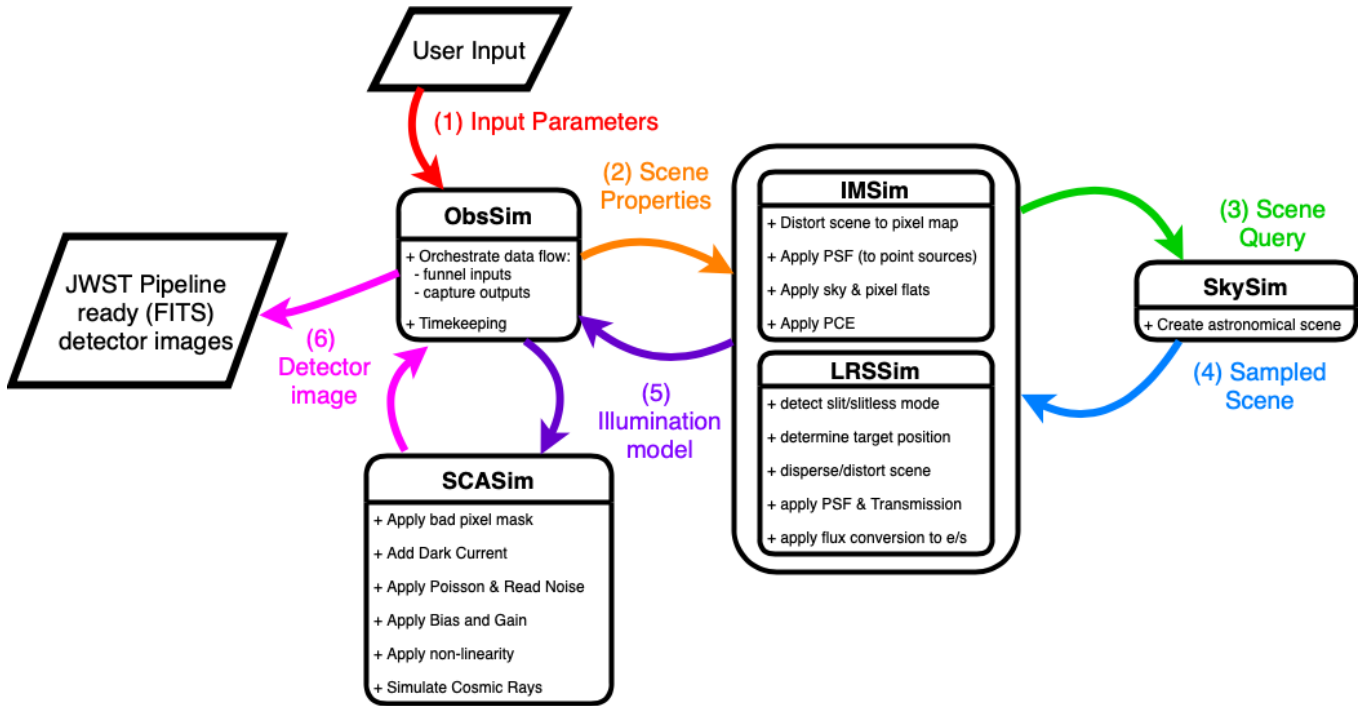 User Input
(1) Input Parameters
(2) Scene
Properties
ObsSim
+ Orchestrate data flow:
- funnel inputs
- capture outputs
+ Timekeeping
JWST Pipeline
ready (FITS)
detector images
(6)
Detector
image
(5)
Illumination
model
IMSim
+ Distort scene to pixel map
+ Apply PSF (to point sources)
+ Apply sky & pixel flats
+ Apply PCE
LRSSim
+ detect slit/slitless mode
+ determine target position
+ disperse/distort scene
+ apply PSF & Transmission
+ apply flux conversion to e/s
(3) Scene
Query
SkySim
+ Create astronomical scene
(4) Sampled
Scene
SCASim
+ Apply bad pixel mask
+ Add Dark Current
+ Apply Poisson & Read Noise
+ Apply Bias and Gain
+ Apply non-linearity
+ Simulate Cosmic Rays